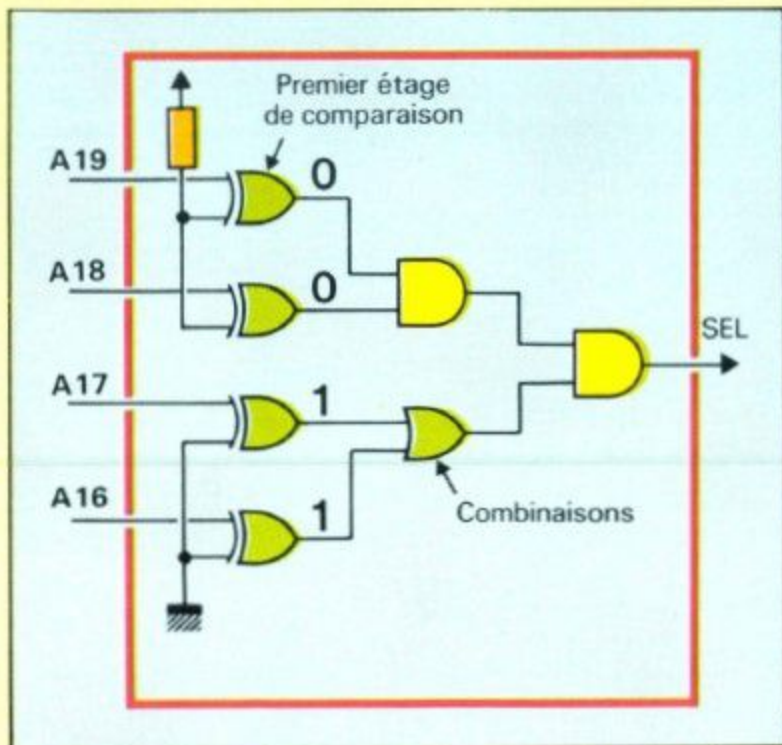 Premier étage
de comparaison
A19
0
A18
0
SEL
A17
1
A16
1
Combinaisons